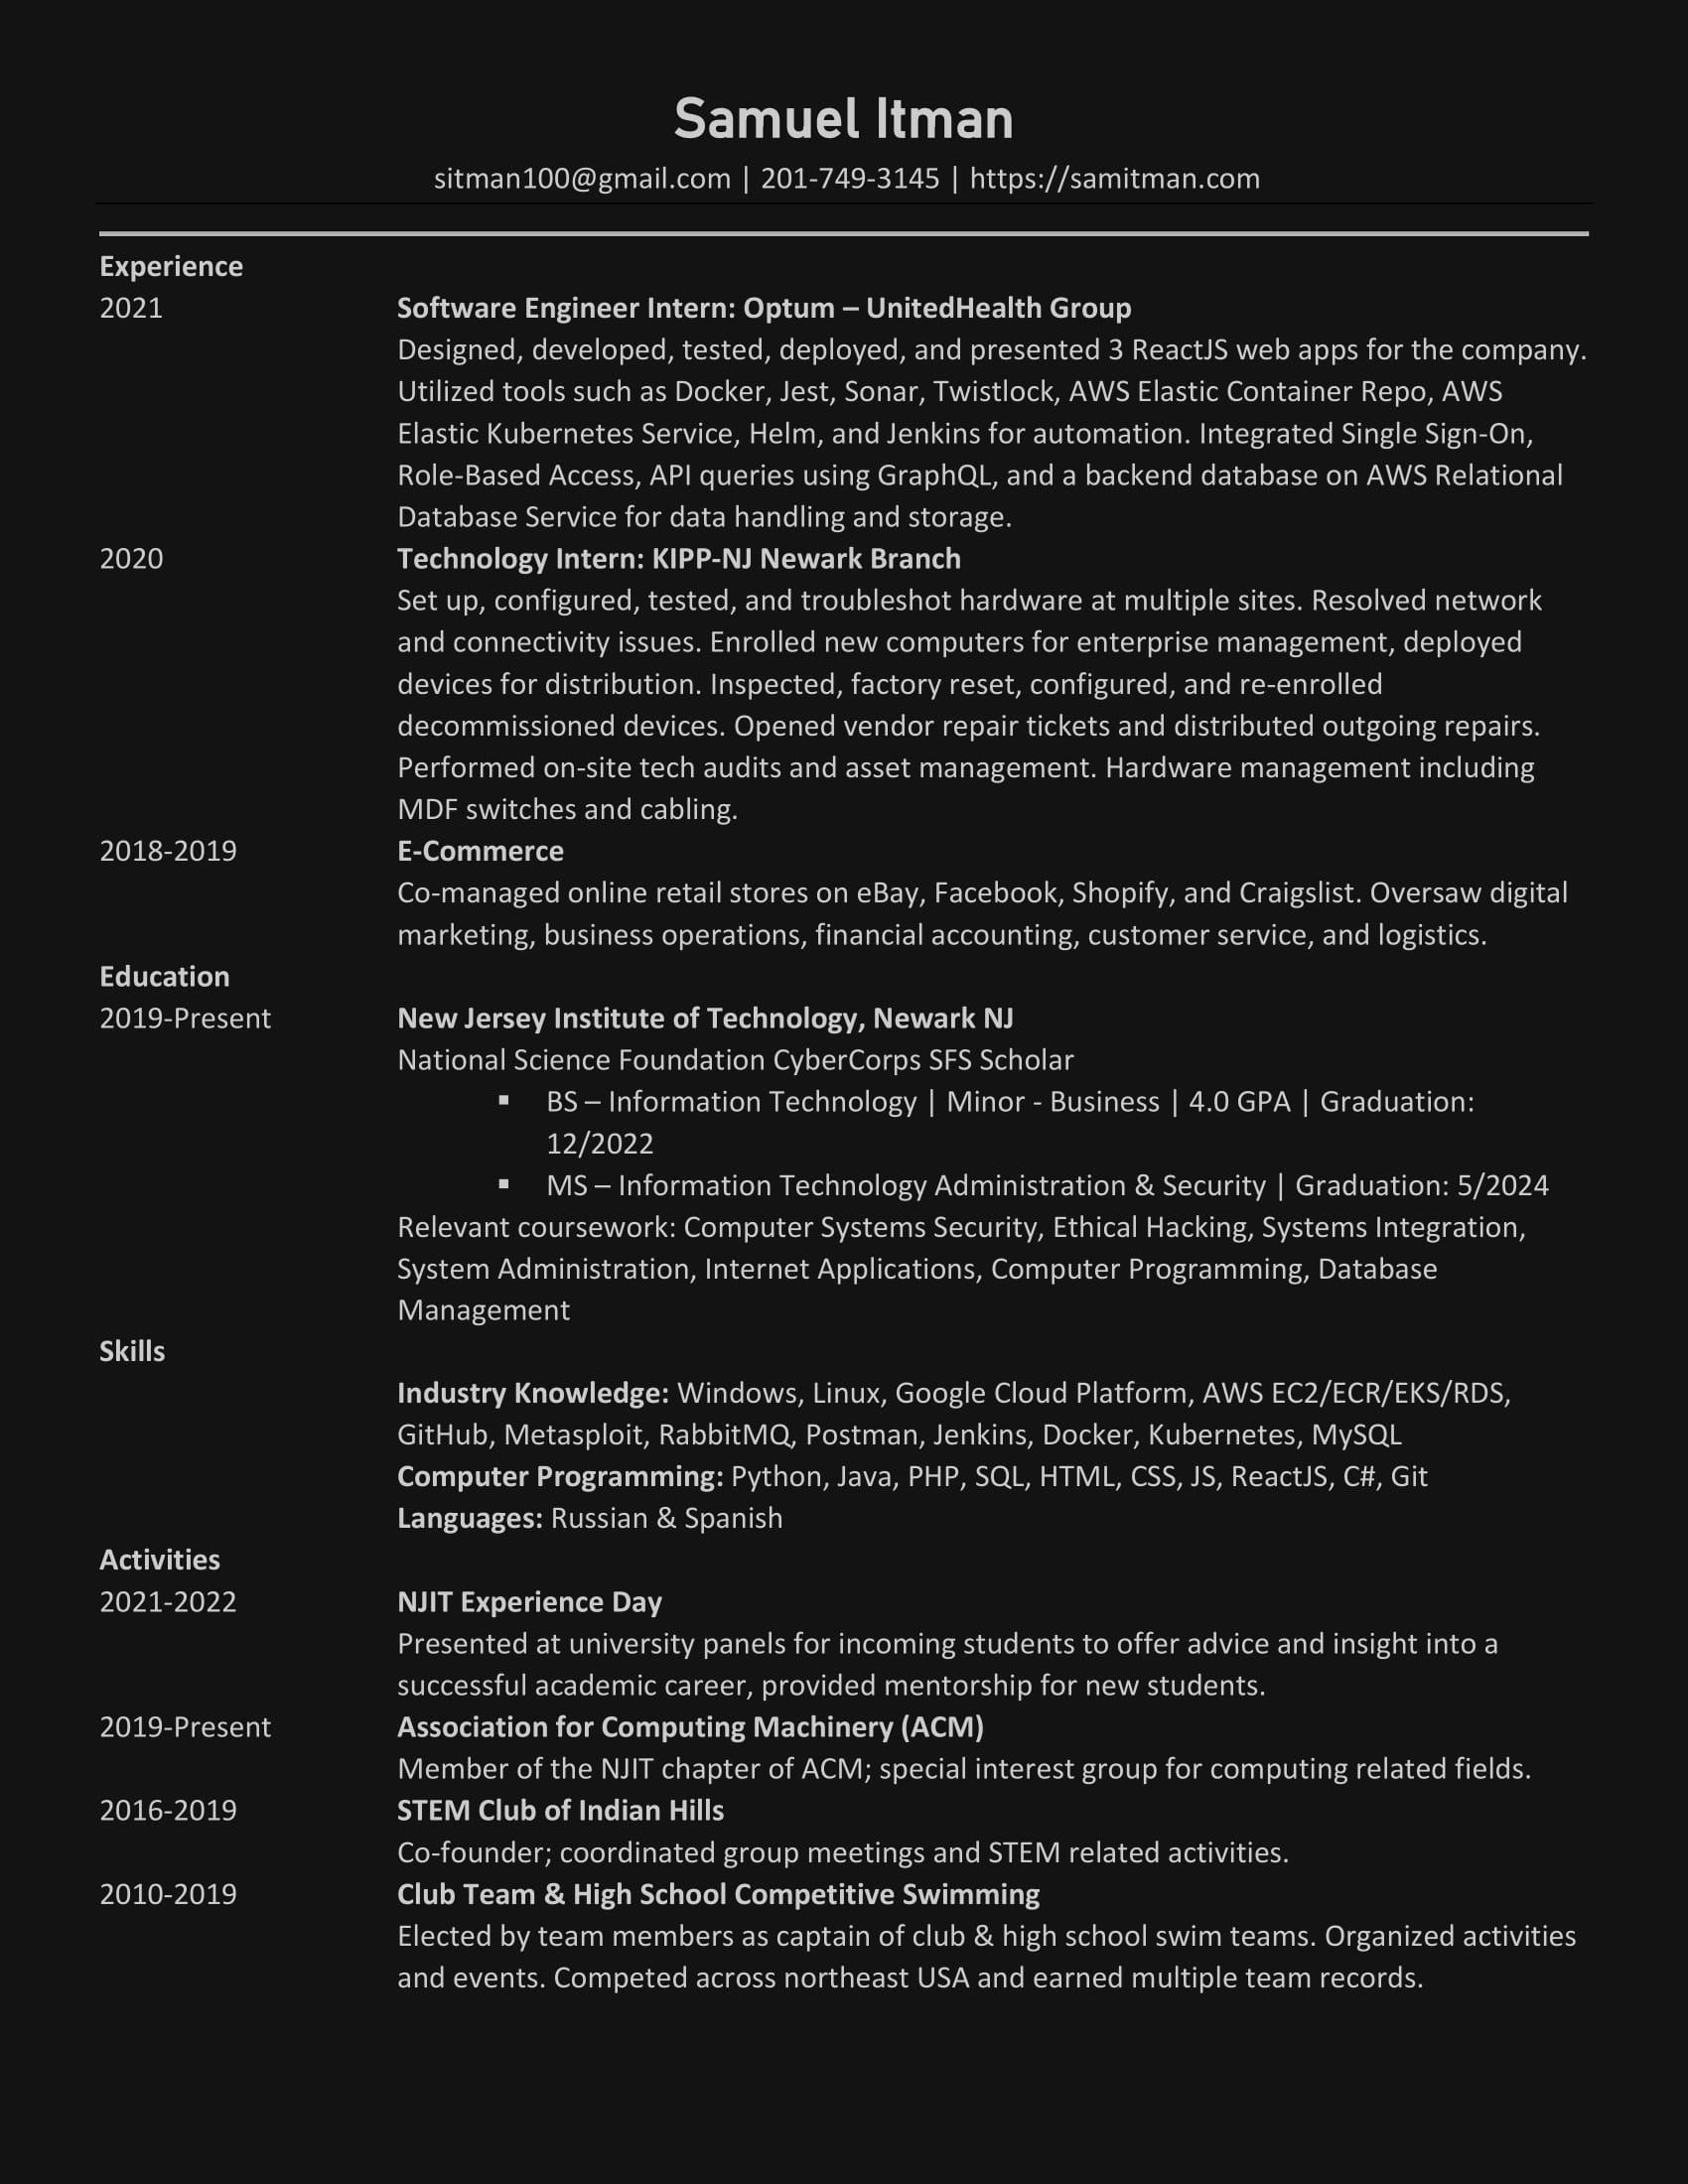 Samuel Itman
sitman100@gmail.com | 201-749-3145 | https://samitman.com
Experience
2021 Software Engineer Intern: Optum – UnitedHealth Group
Designed, developed, tested, deployed, and presented 3 ReactJS web apps for the company.
Utilized tools such as Docker, Jest, Sonar, Twistlock, AWS Elastic Container Repo, AWS
Elastic Kubernetes Service, Helm, and Jenkins for automation. Integrated Single Sign-On,
Role-Based Access, API queries using GraphQL, and a backend database on AWS Relational
Database Service for data handling and storage.
2020 Technology Intern: KIPP-NJ Newark Branch
Set up, configured, tested, and troubleshot hardware at multiple sites. Resolved network
and connectivity issues. Enrolled new computers for enterprise management, deployed
devices for distribution. Inspected, factory reset, configured, and re-enrolled
decommissioned devices. Opened vendor repair tickets and distributed outgoing repairs.
Performed on-site tech audits and asset management. Hardware management including
MDF switches and cabling.
2018-2019 E-Commerce
Co-managed online retail stores on eBay, Facebook, Shopify, and Craigslist. Oversaw digital
marketing, business operations, financial accounting, customer service, and logistics.
Education
2019-Present New Jersey Institute of Technology, Newark NJ
National Science Foundation CyberCorps SFS Scholar
▪ BS – Information Technology | Minor - Business | 4.0 GPA | Graduation:
12/2022
▪ MS – Information Technology Administration & Security | Graduation: 5/2024
Relevant coursework: Computer Systems Security, Ethical Hacking, Systems Integration,
System Administration, Internet Applications, Computer Programming, Database
Management
Skills
Industry Knowledge: Windows, Linux, Google Cloud Platform, AWS EC2/ECR/EKS/RDS,
GitHub, Metasploit, RabbitMQ, Postman, Jenkins, Docker, Kubernetes, MySQL
Computer Programming: Python, Java, PHP, SQL, HTML, CSS, JS, ReactJS, C#, Git
Languages: Russian & Spanish
Activities
2021-2022 NJIT Experience Day
Presented at university panels for incoming students to offer advice and insight into a
successful academic career, provided mentorship for new students.
2019-Present Association for Computing Machinery (ACM)
Member of the NJIT chapter of ACM; special interest group for computing related fields.
2016-2019 STEM Club of Indian Hills
Co-founder; coordinated group meetings and STEM related activities.
2010-2019 Club Team & High School Competitive Swimming
Elected by team members as captain of club & high school swim teams. Organized activities
and events. Competed across northeast USA and earned multiple team records.